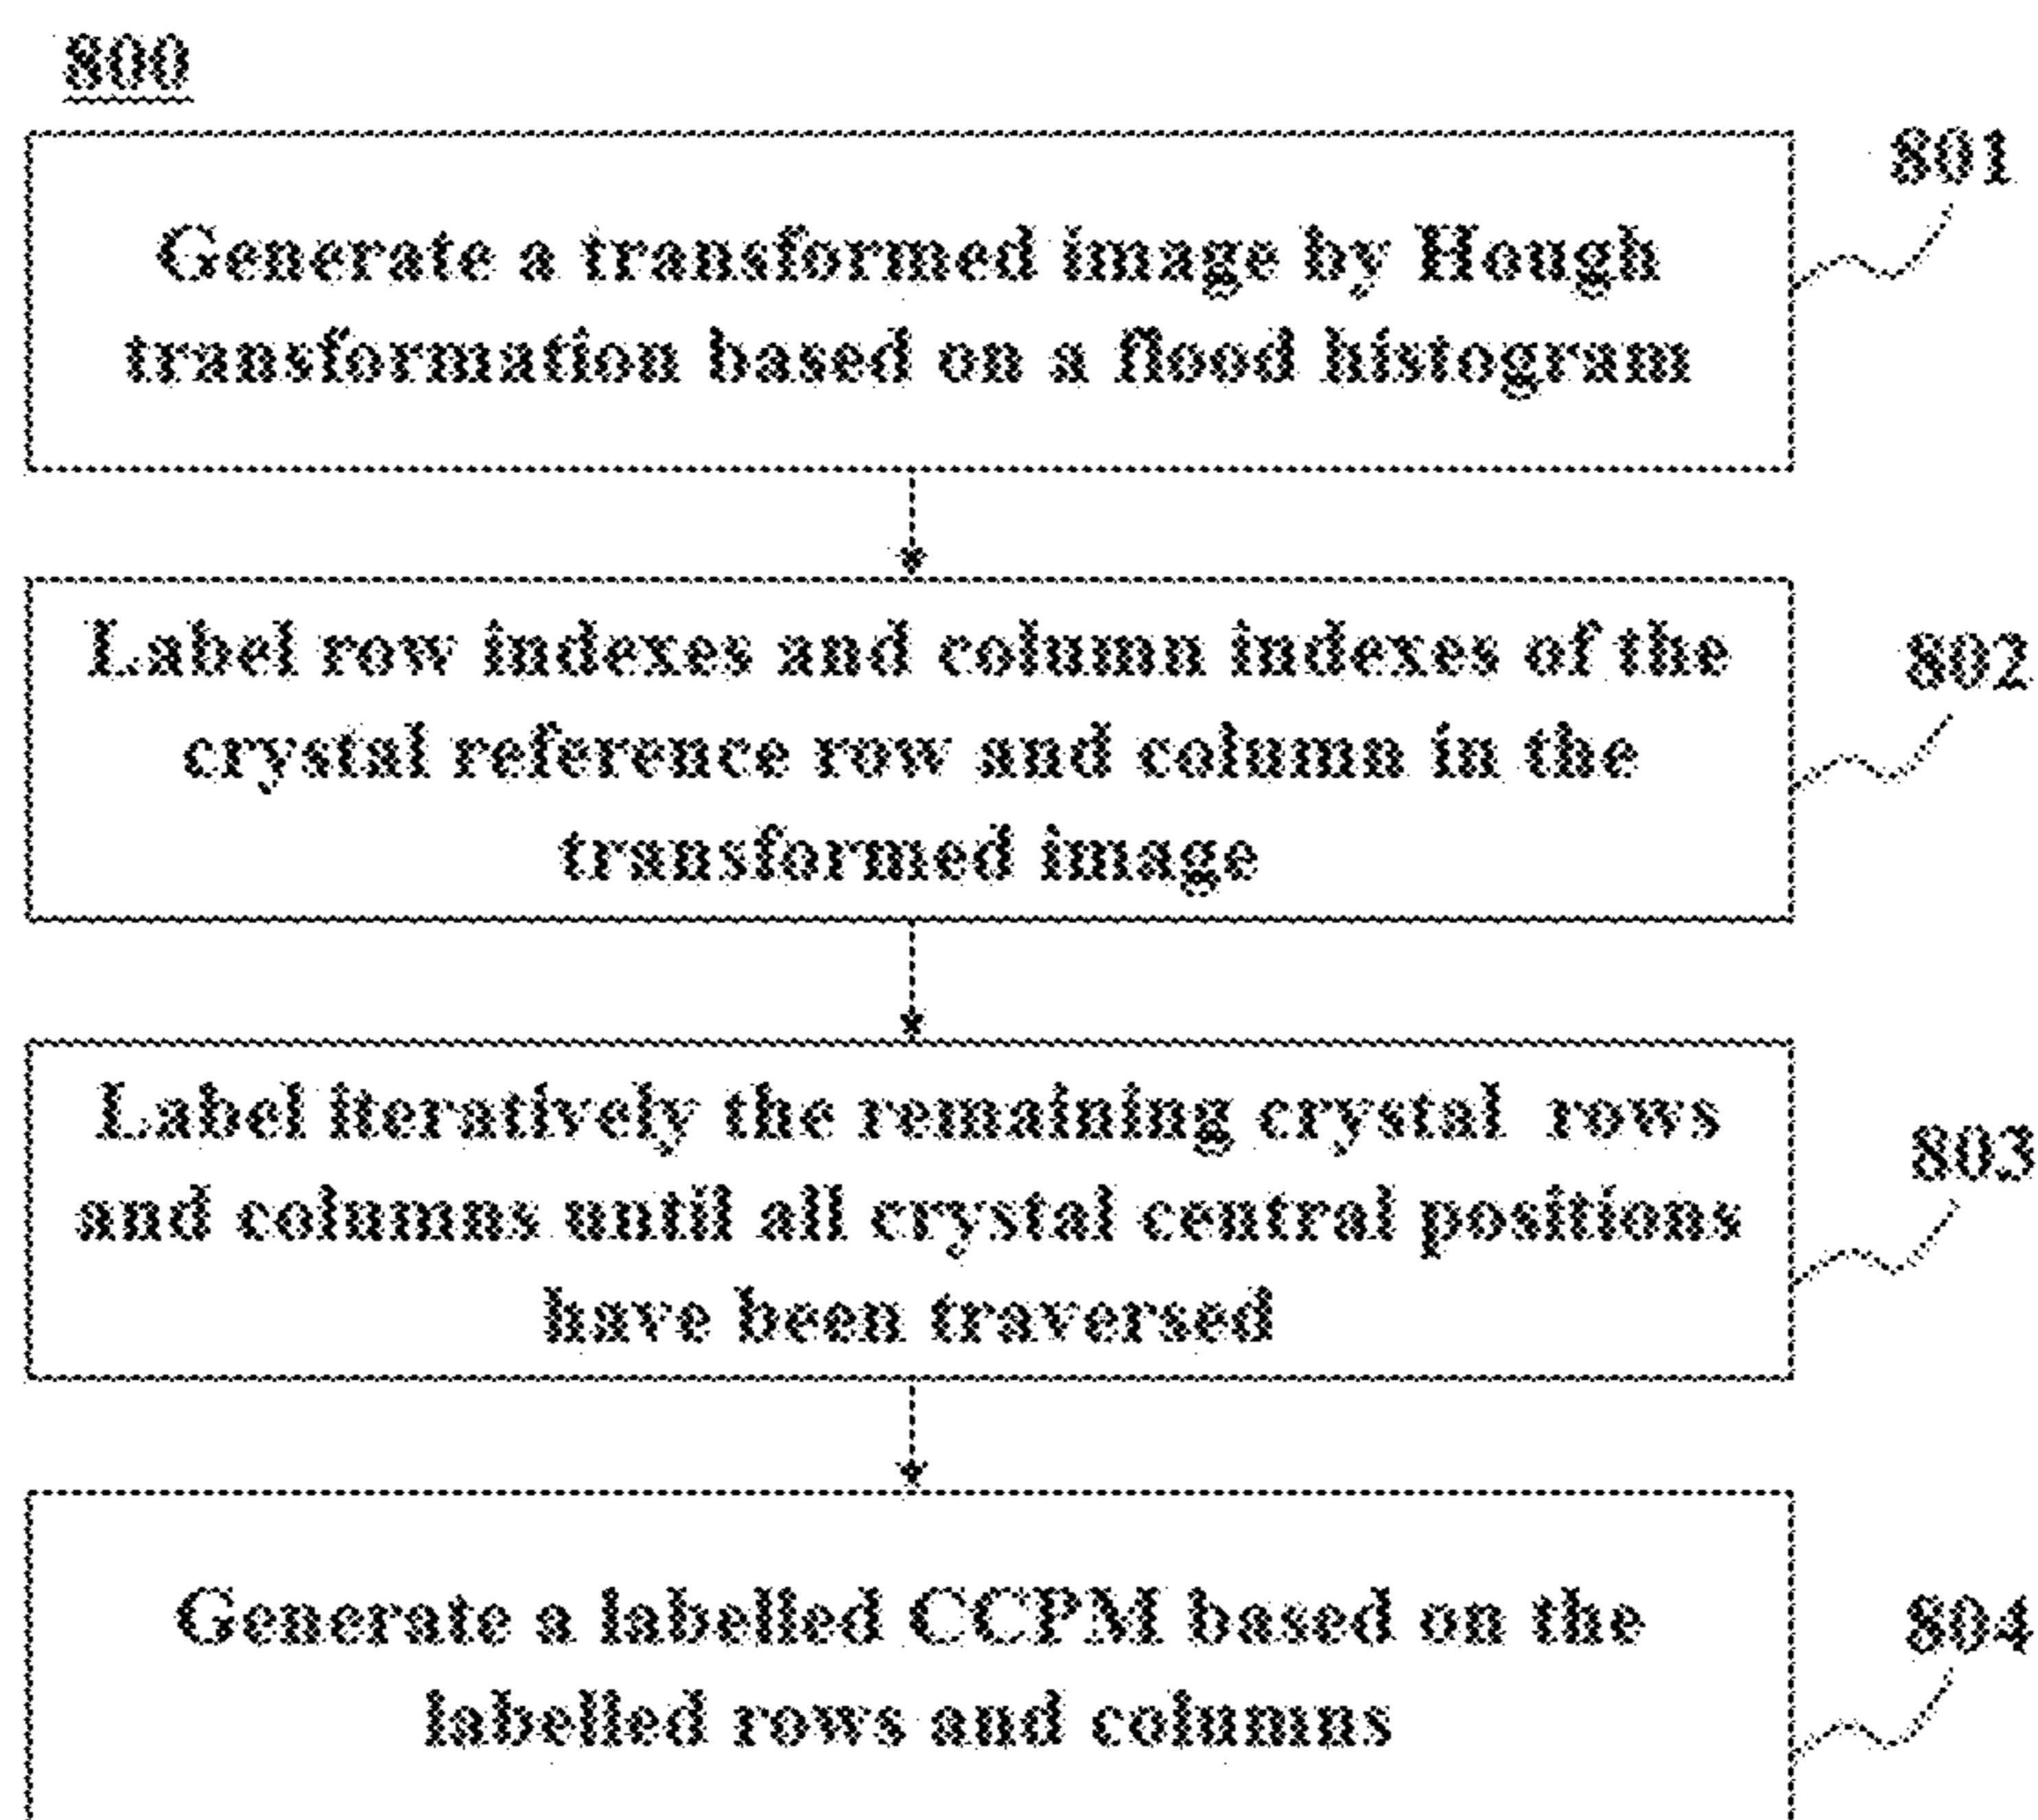 800
801
Generate a transformed image by Hough
transformation based on a flood histogram
802
Label row indexes and column indexes of the
crystal reference row and column in the
transformed image
803
Label iteratively the remaining crystal rows
and columns until all crystal central positions
have been traversed
804
Generate a labelled CCPM based on the
labelled rows and columns